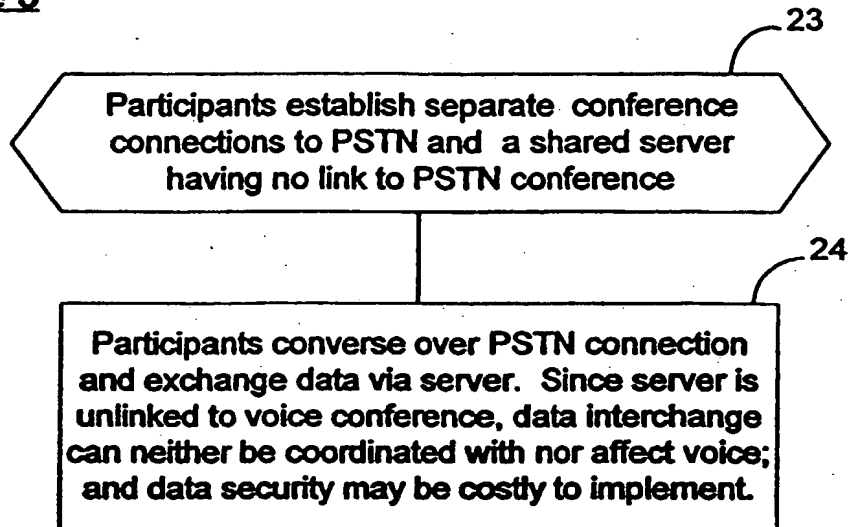 23
Participants establish separate conference
connections to PSTN and a shared server
having no link to PSTN conference
24
Participants converse over PSTN connection
and exchange data via server. Since server is
unlinked to voice conference, data interchange
can neither be coordinated with nor affect voice;
and data security may be costly to implement.